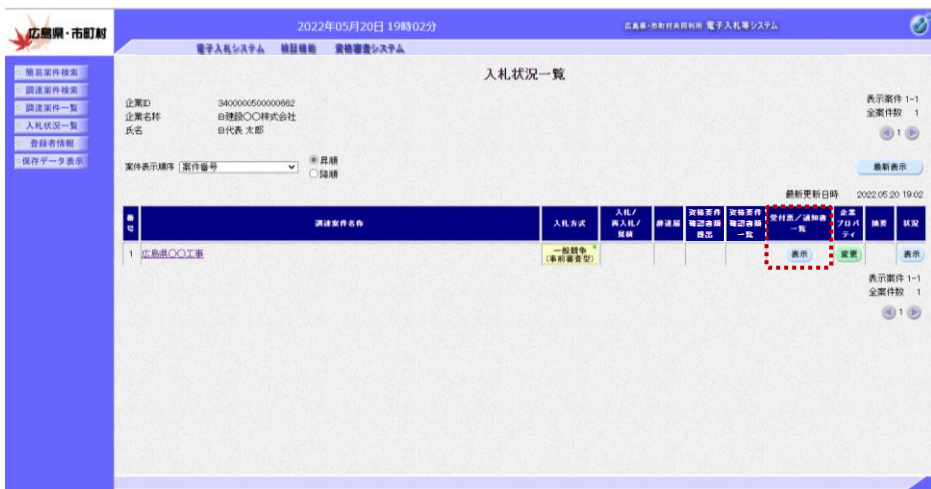 広島県・市町村
2022年05月20日 19時02分
広島県・市町村共同利用 電子入札等システム
電子入札システム 検証機能 資格審査システム
簡易案件検索
調達案件検索
調達案件一覧
入札状況一覧
登録者情報
保存データ表示
入札状況一覧
企業ID 3400000500000662
企業名称 日建設〇〇株式会社
氏名 日代表 太郎
表示案件 1-1
全案件数 1
1
案件表示順序 案件番号
昇順
降順
最新表示
最新更新日時 2022.05.20 19:02
番号
調達案件名称
入札方式
入札/再入札/見積
辞退届
資格要件確認書類提出
資格要件確認書類一覧
受付票/通知書一覧
企業プロパティ
摘要
状況
1 広島県〇〇工事
一般競争
(事前審査型)
表示
変更
表示
表示案件 1-1
全案件数 1
1